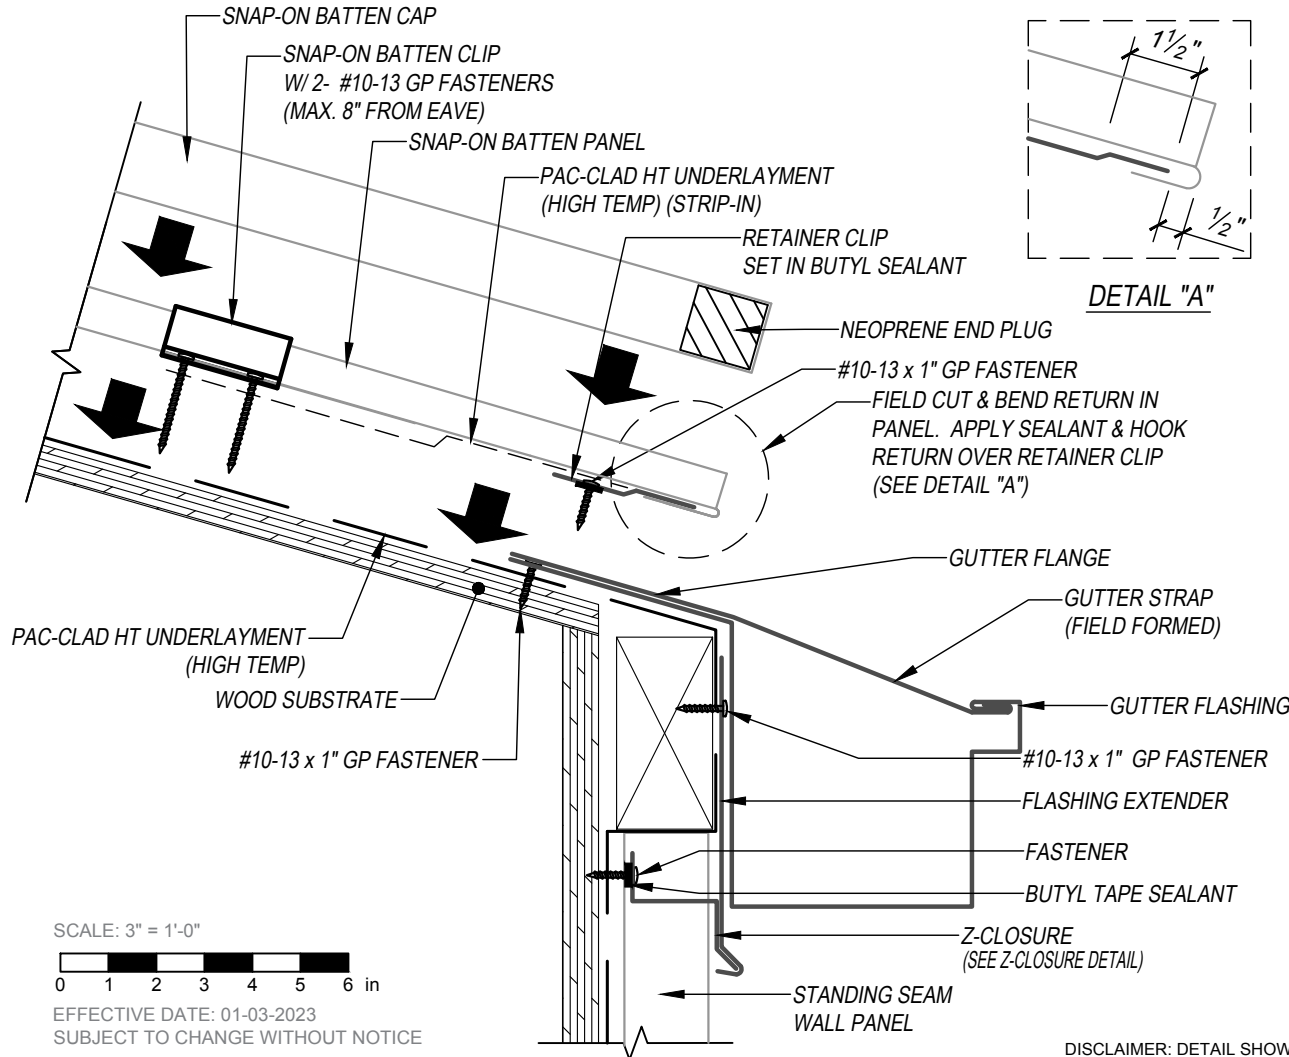 SNAP-ON BATTEN CAP
SNAP-ON BATTEN CLIP
W/ 2- #10-13 GP FASTENERS
(MAX. 8" FROM EAVE)
SNAP-ON BATTEN PANEL
PAC-CLAD HT UNDERLAYMENT
(HIGH TEMP) (STRIP-IN)
RETAINER CLIP
SET IN BUTYL SEALANT
1 1/2"
1/2"
DETAIL "A"
NEOPRENE END PLUG
#10-13 x 1" GP FASTENER
FIELD CUT & BEND RETURN IN
PANEL. APPLY SEALANT & HOOK
RETURN OVER RETAINER CLIP
(SEE DETAIL "A")
GUTTER FLANGE
GUTTER STRAP
(FIELD FORMED)
PAC-CLAD HT UNDERLAYMENT
(HIGH TEMP)
WOOD SUBSTRATE
GUTTER FLASHING
#10-13 x 1" GP FASTENER
#10-13 x 1" GP FASTENER
FLASHING EXTENDER
FASTENER
BUTYL TAPE SEALANT
Z-CLOSURE
(SEE Z-CLOSURE DETAIL)
STANDING SEAM
WALL PANEL
SCALE: 3" = 1'-0"
0 1 2 3 4 5 6 in
EFFECTIVE DATE: 01-03-2023
SUBJECT TO CHANGE WITHOUT NOTICE
DISCLAIMER: DETAIL SHOW